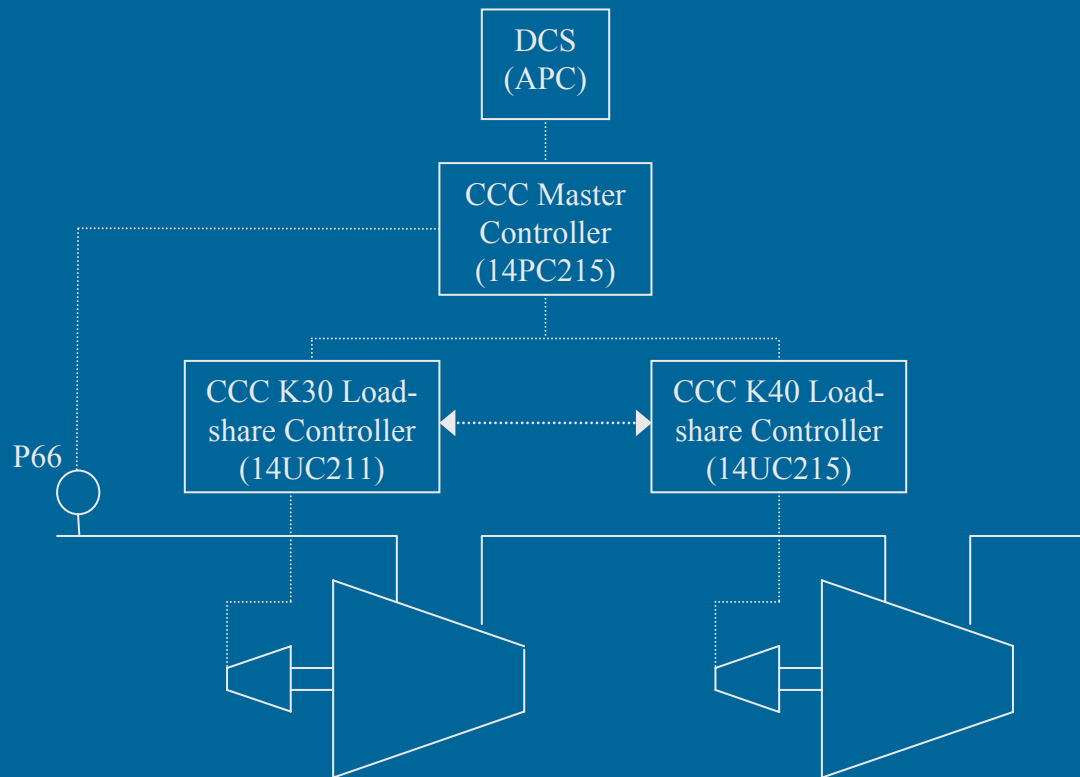 DCS
(APC)
CCC Master
Controller
(14PC215)
CCC K30 Load-
share Controller
(14UC211)
CCC K40 Load-
share Controller
(14UC215)
P66